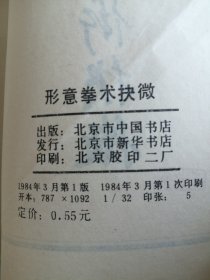 形意拳术抉微
出版：北京市中国书店
发行：北京市新华书店
印刷：北京胶印二厂
1984年3月第1版 1984年3月第1次印刷
开本：787×1092 1/32 印张：5
定价：0.55元